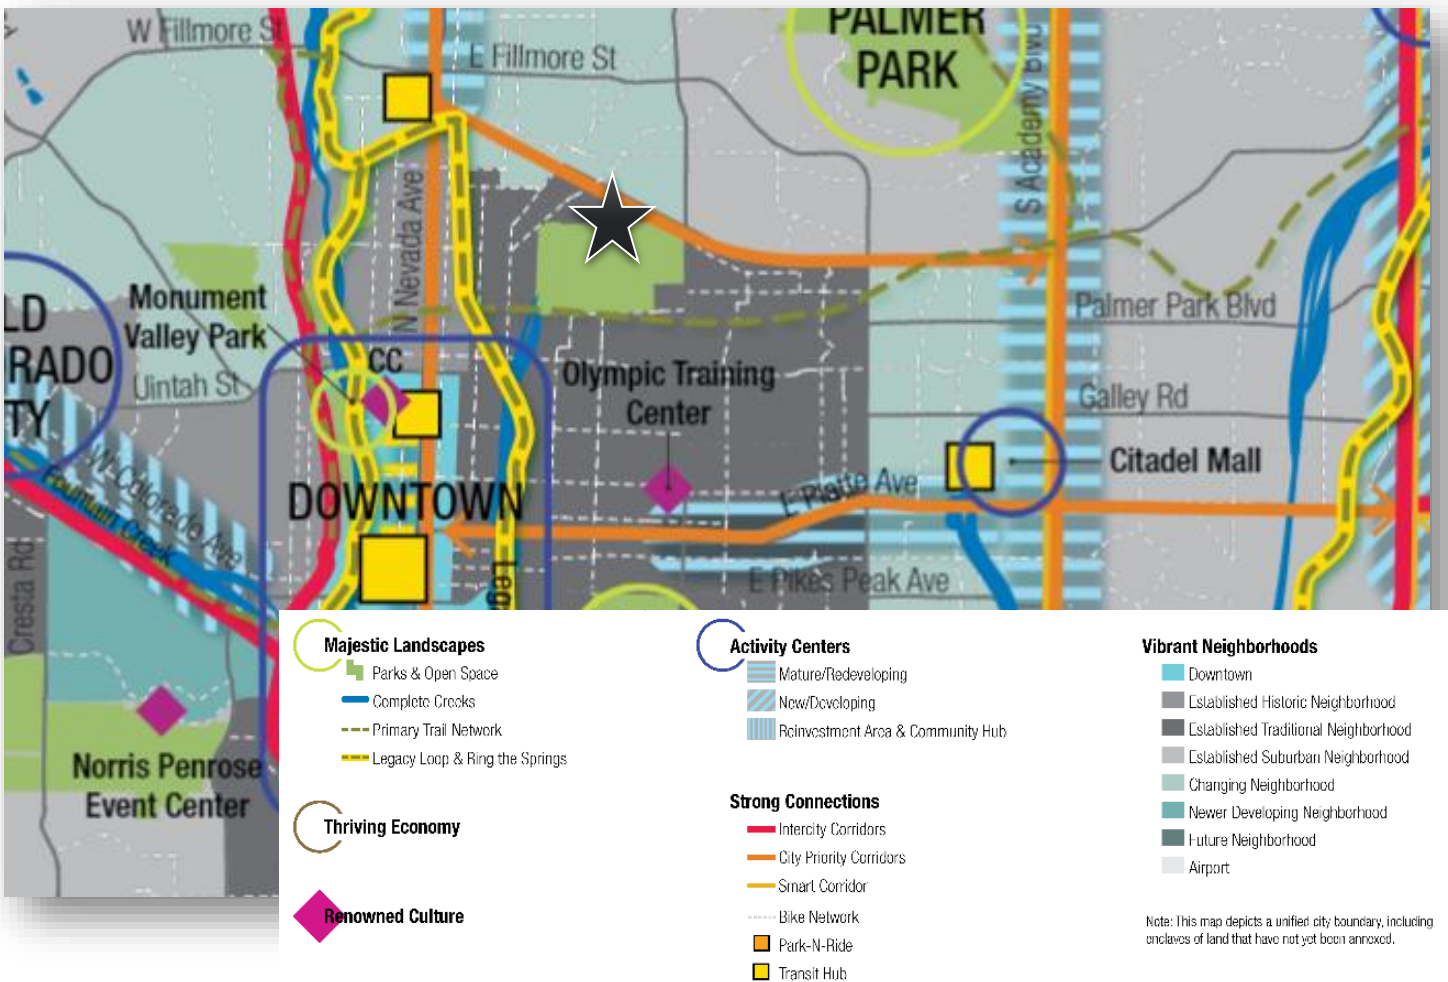 W Fillmore St
E Fillmore St
PALMER
PARK
S Academy Blvd
N Nevada Ave
Monument
Valley Park
LD
RADO
TY
Uintah St
CC
Olympic Training
Center
Palmer Park Blvd
Galley Rd
Citadel Mall
W Colorado Ave
Fountain Creek
DOWNTOWN
E Platte Ave
E Pikes Peak Ave
Leg
Cresta Rd
Norris Penrose
Event Center
Majestic Landscapes
Parks & Open Space
Complete Creeks
Primary Trail Network
Legacy Loop & Ring the Springs
Thriving Economy
Renowned Culture
Activity Centers
Mature/Redeveloping
New/Developing
Reinvestment Area & Community Hub
Strong Connections
Intercity Corridors
City Priority Corridors
Smart Corridor
Bike Network
Park-N-Ride
Transit Hub
Vibrant Neighborhoods
Downtown
Established Historic Neighborhood
Established Traditional Neighborhood
Established Suburban Neighborhood
Changing Neighborhood
Newer Developing Neighborhood
Future Neighborhood
Airport
Note: This map depicts a unified city boundary, including
enclaves of land that have not yet been annexed.